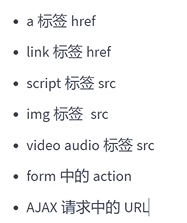 • a 标签 href
• link 标签 href
• script 标签 src
• img 标签  src
• video audio 标签 src
• form 中的 action
• AJAX 请求中的 URL